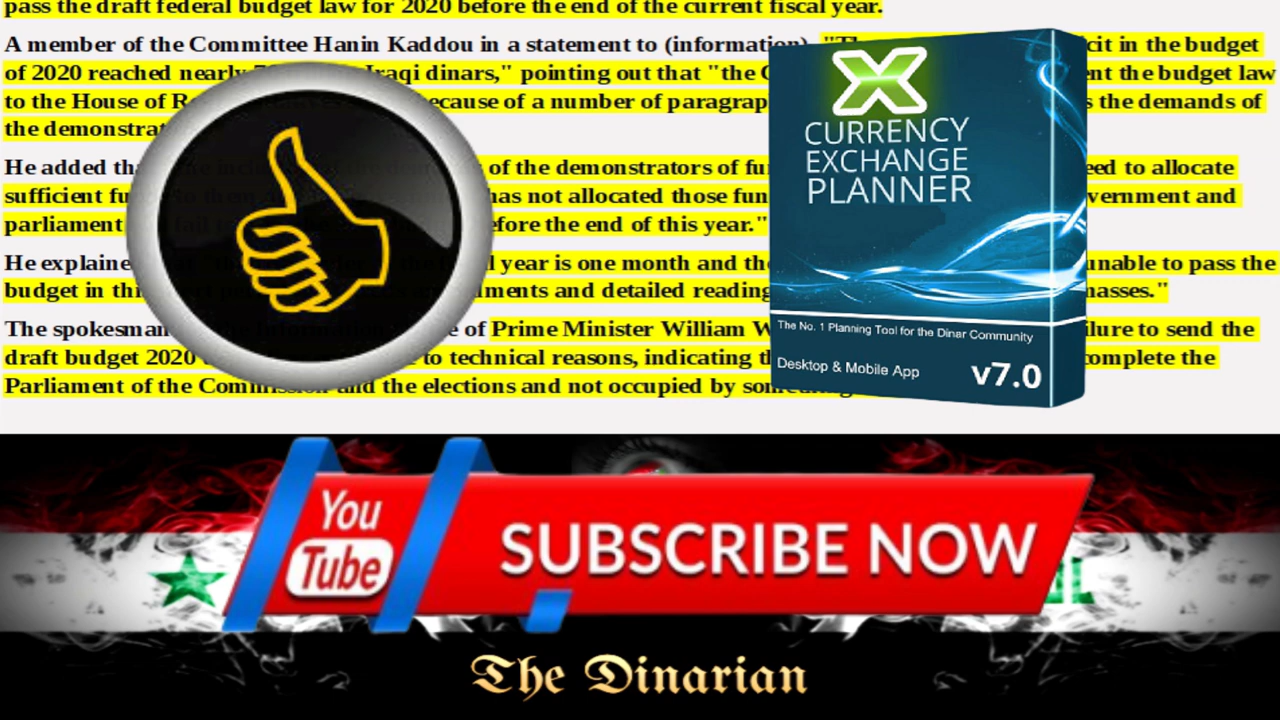 pass the draft federal budget law for 2020 before the end of the current fiscal year.
A member of the Committee Hanin Kaddou in a statement to (information), cit in the budget
of 2020 reached nearly Iraqi dinars," pointing out that "the ent the budget law
to the House of because of a number of paragrap s the demands of
the demonstrat
He added of the demonstrators of eed to allocate
sufficient has not allocated those fun vernment and
parliament efore the end of this year."
He explaine year is one month and the unable to pass the
budget in ments and detailed reading masses."
The spokesman of Prime Minister William ilure to send the
draft budget 2020 to technical reasons, indicating complete the
Parliament of the Commission and the elections and not occupied by something
X
CURRENCY
EXCHANGE
PLANNER
The No. 1 Planning Tool for the Dinar Community
Desktop & Mobile App v7.0
You
Tube
SUBSCRIBE NOW
The Dinarian